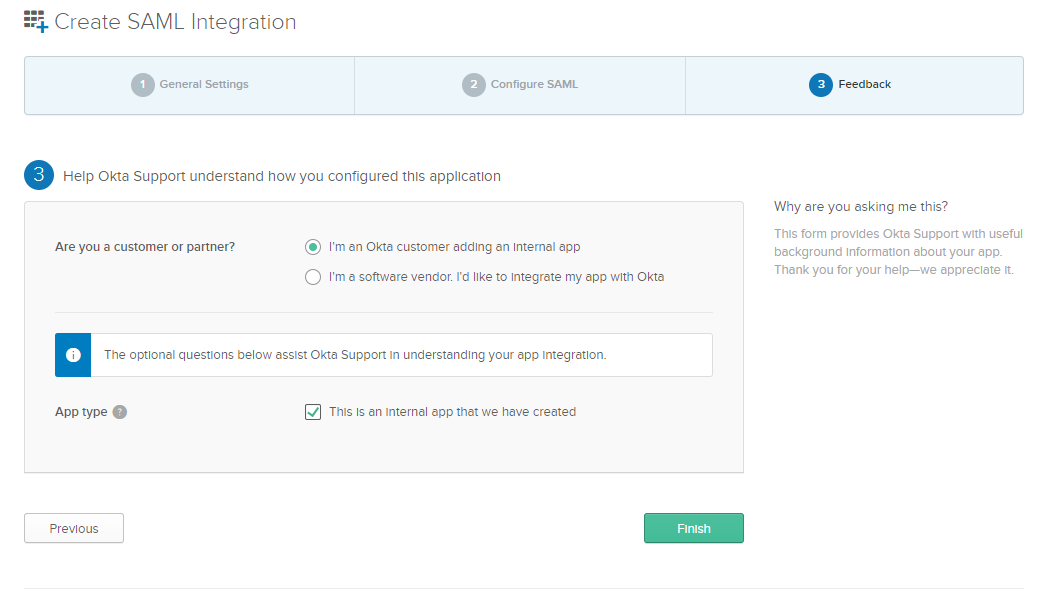 Create SAML Integration
1 General Settings
2 Configure SAML
3 Feedback
3 Help Okta Support understand how you configured this application
Why are you asking me this?
This form provides Okta Support with useful
background information about your app.
Thank you for your help—we appreciate it.
Are you a customer or partner?
I'm an Okta customer adding an internal app
I'm a software vendor. I'd like to integrate my app with Okta
i The optional questions below assist Okta Support in understanding your app integration.
App type ?
This is an internal app that we have created
Previous
Finish